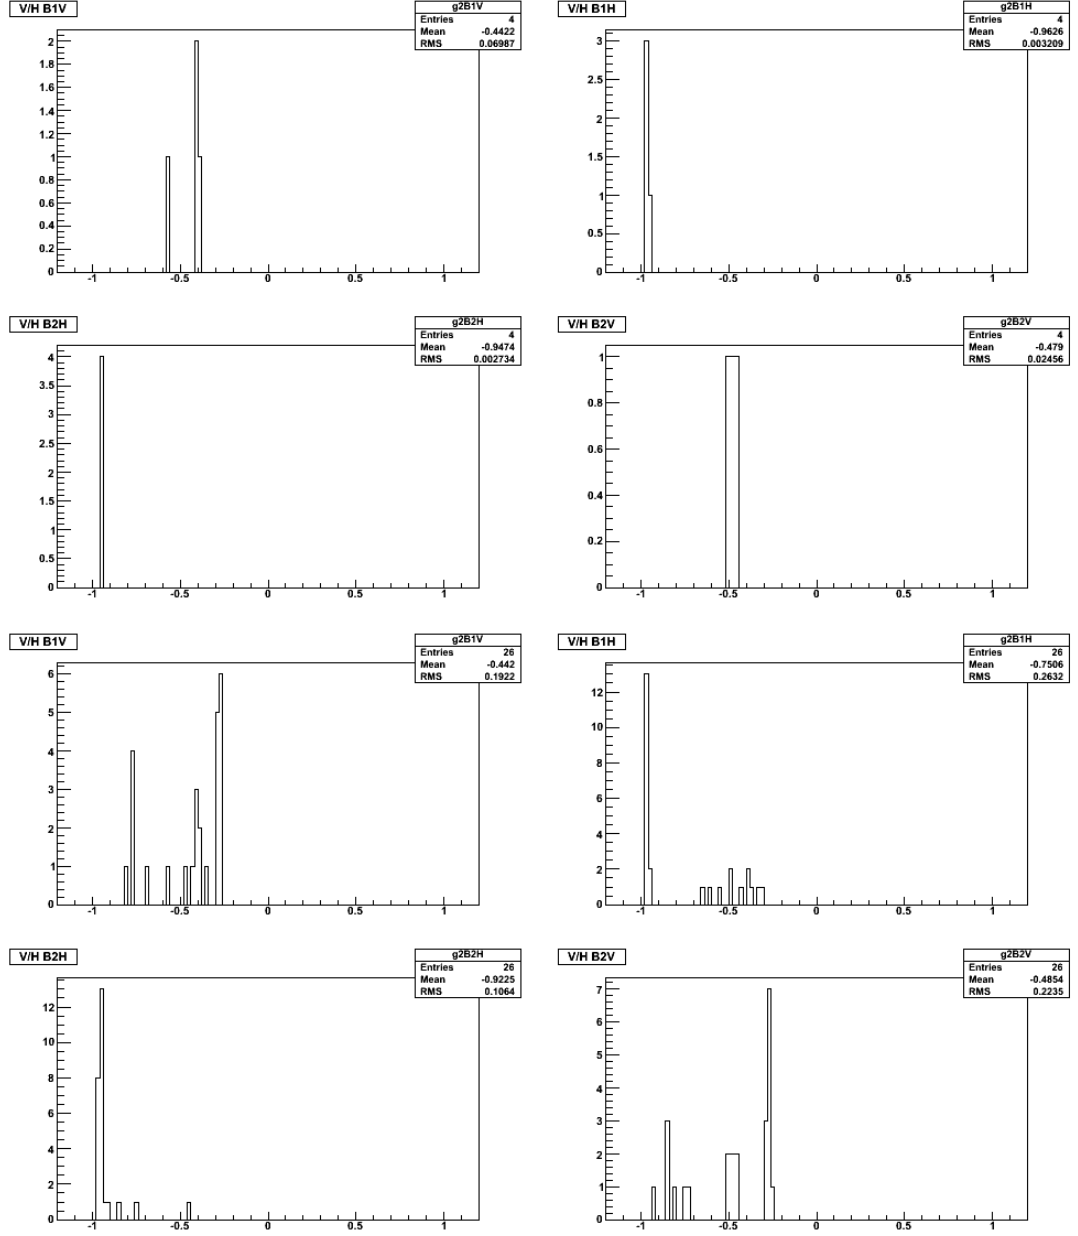 V/H B1V
g2B1V
Entries 4
Mean -0.4422
RMS 0.06987
2
1.8
1.6
1.4
1.2
1
0.8
0.6
0.4
0.2
0
-1 -0.5 0 0.5 1
V/H B1H
g2B1H
Entries 4
Mean -0.9626
RMS 0.003209
3
2.5
2
1.5
1
0.5
0
-1 -0.5 0 0.5 1
V/H B2H
g2B2H
Entries 4
Mean -0.9474
RMS 0.002734
4
3.5
3
2.5
2
1.5
1
0.5
0
-1 -0.5 0 0.5 1
V/H B2V
g2B2V
Entries 4
Mean -0.479
RMS 0.02456
1
0.8
0.6
0.4
0.2
0
-1 -0.5 0 0.5 1
V/H B1V
g2B1V
Entries 26
Mean -0.442
RMS 0.1922
6
5
4
3
2
1
0
-1 -0.5 0 0.5 1
V/H B1H
g2B1H
Entries 26
Mean -0.7506
RMS 0.2632
12
10
8
6
4
2
0
-1 -0.5 0 0.5 1
V/H B2H
g2B2H
Entries 26
Mean -0.9225
RMS 0.1064
12
10
8
6
4
2
0
-1 -0.5 0 0.5 1
V/H B2V
g2B2V
Entries 26
Mean -0.4854
RMS 0.2235
7
6
5
4
3
2
1
0
-1 -0.5 0 0.5 1